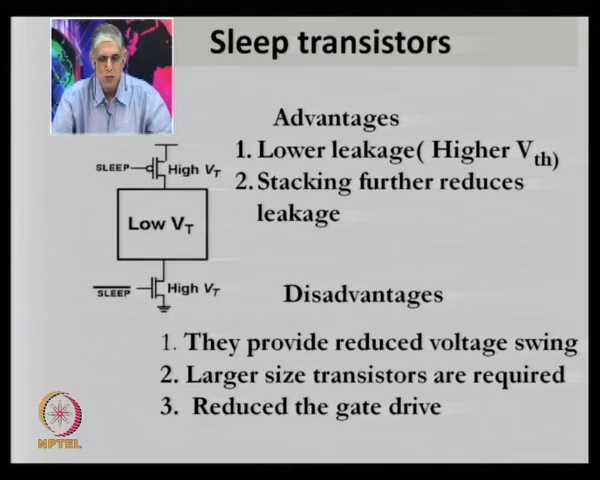 Sleep transistors
Advantages
1. Lower leakage( Higher Vth)
2. Stacking further reduces
leakage
SLEEP
High VT
Low VT
SLEEP
High VT
Disadvantages
1. They provide reduced voltage swing
2. Larger size transistors are required
3. Reduced the gate drive
NPTEL